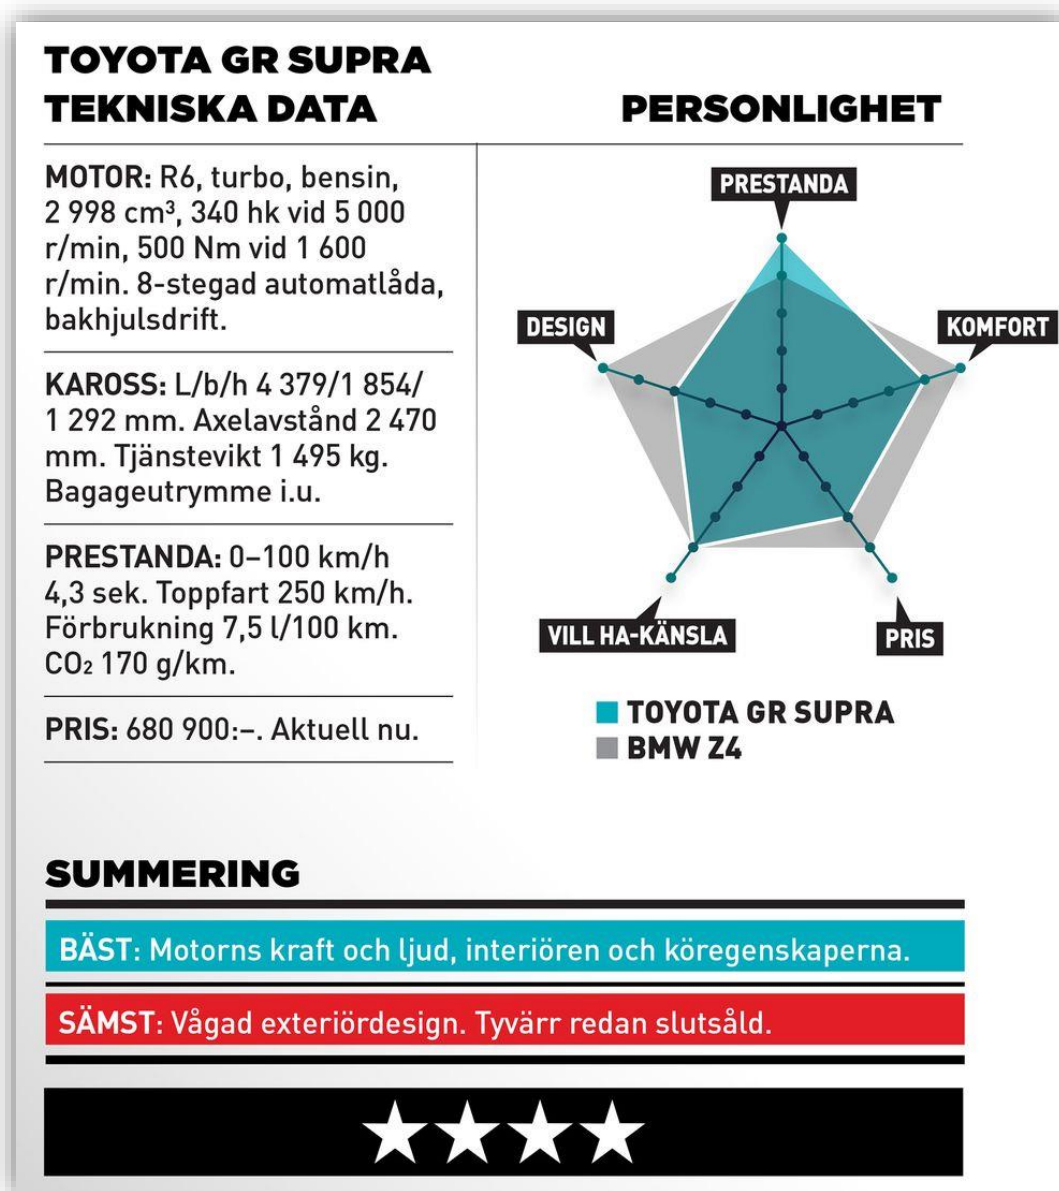 TOYOTA GR SUPRA
TEKNISKA DATA
MOTOR: R6, turbo, bensin,
2 998 cm³, 340 hk vid 5 000
r/min, 500 Nm vid 1 600
r/min. 8-stegad automatlåda,
bakhjulsdrift.
KAROSS: L/b/h 4 379/1 854/
1 292 mm. Axelavstånd 2 470
mm. Tjänstevikt 1 495 kg.
Bagageutrymme i.u.
PRESTANDA: 0–100 km/h
4,3 sek. Toppfart 250 km/h.
Förbrukning 7,5 l/100 km.
CO₂ 170 g/km.
PRIS: 680 900:–. Aktuell nu.
PERSONLIGHET
PRESTANDA
DESIGN
KOMFORT
VILL HA-KÄNSLA
PRIS
TOYOTA GR SUPRA
BMW Z4
SUMMERING
BÄST: Motorns kraft och ljud, interiören och köregenskaperna.
SÄMST: Vågad exteriördesign. Tyvärr redan slutsåld.